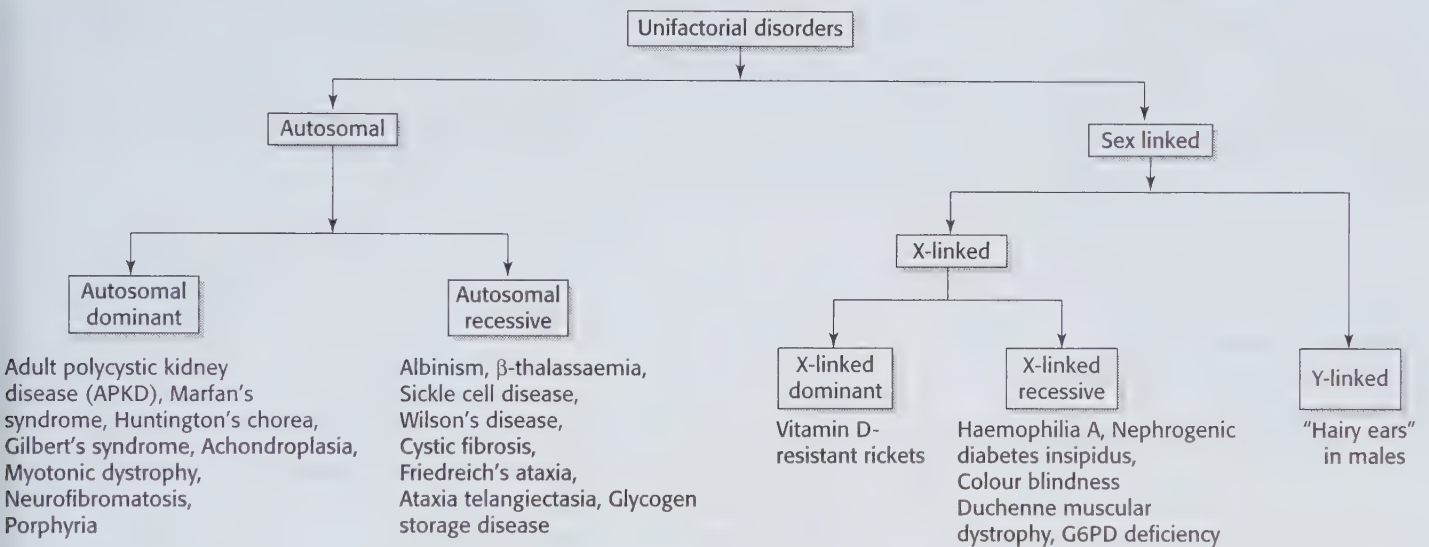 Unifactorial disorders
Autosomal
Sex linked
X-linked
Autosomal
dominant
Autosomal
recessive
X-linked
dominant
X-linked
recessive
Y-linked
Adult polycystic kidney
disease (APKD), Marfan's
syndrome, Huntington's chorea,
Gilbert's syndrome, Achondroplasia,
Myotonic dystrophy,
Neurofibromatosis,
Porphyria
Albinism, β-thalassaemia,
Sickle cell disease,
Wilson's disease,
Cystic fibrosis,
Friedreich's ataxia,
Ataxia telangiectasia, Glycogen
storage disease
Vitamin D-
resistant rickets
Haemophilia A, Nephrogenic
diabetes insipidus,
Colour blindness
Duchenne muscular
dystrophy, G6PD deficiency
“Hairy ears”
in males